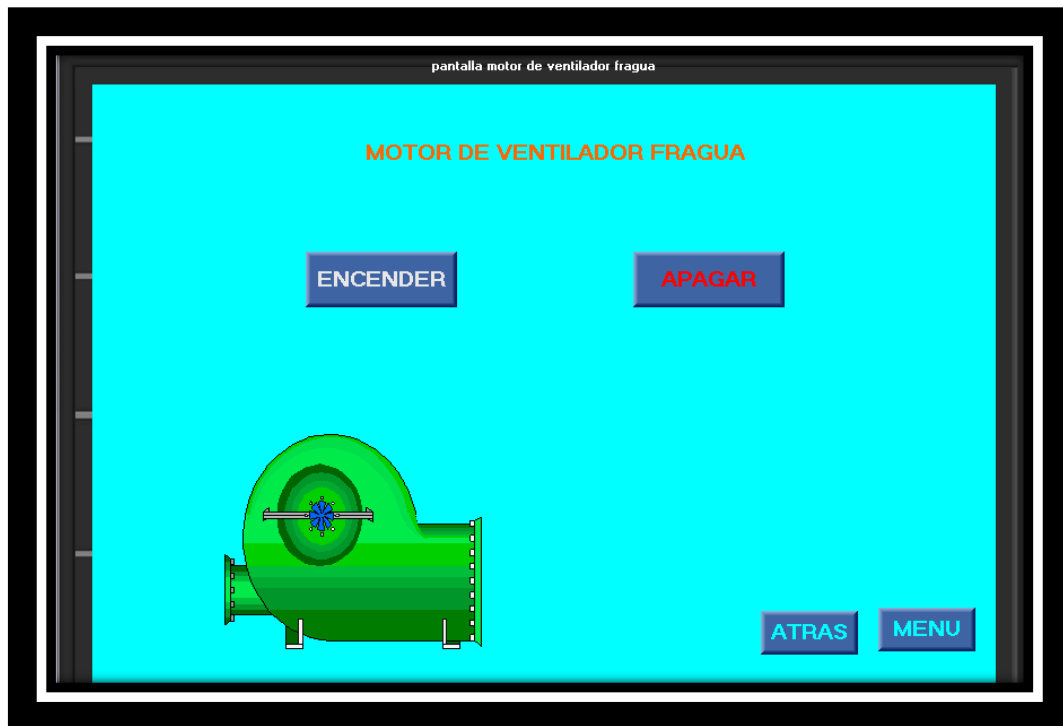 pantalla motor de ventilador fragua
MOTOR DE VENTILADOR FRAGUA
ENCENDER
APAGAR
ATRAS
MENU